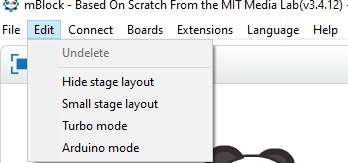 mBlock - Based On Scratch From the MIT Media Lab(v3.4.12) -
File Edit Connect Boards Extensions Language Help
Undelete
Hide stage layout
Small stage layout
Turbo mode
Arduino mode